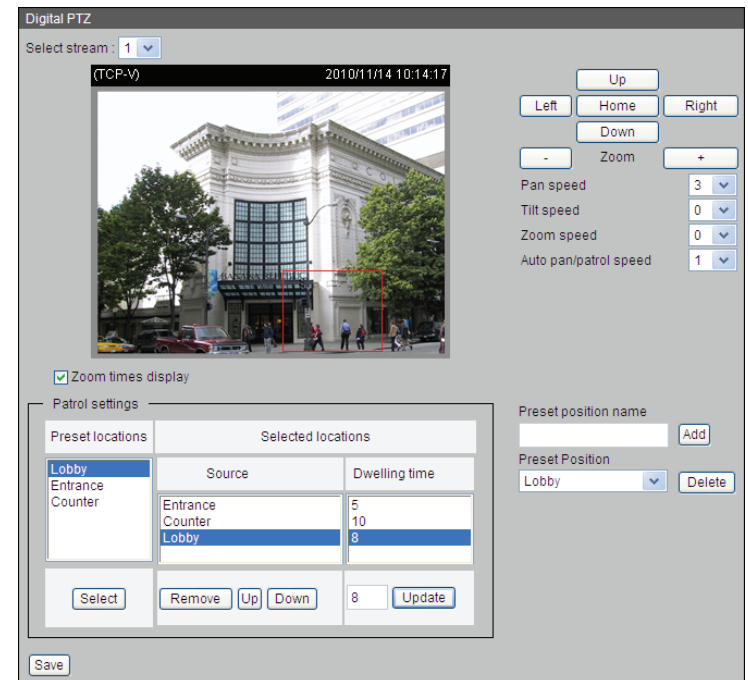 Digital PTZ
Select stream : 1
(TCP-V) 2010/11/14 10:14:17
Up
Left Home Right
Down
- Zoom +
Pan speed 3
Tilt speed 0
Zoom speed 0
Auto pan/patrol speed 1
BANANA REPUBLIC
Zoom times display
Patrol settings
Preset locations Selected locations
Lobby
Entrance
Counter
Source Dwelling time
Entrance 5
Counter 10
Lobby 8
Select Remove Up Down 8 Update
Preset position name
Add
Preset Position
Lobby Delete
Save